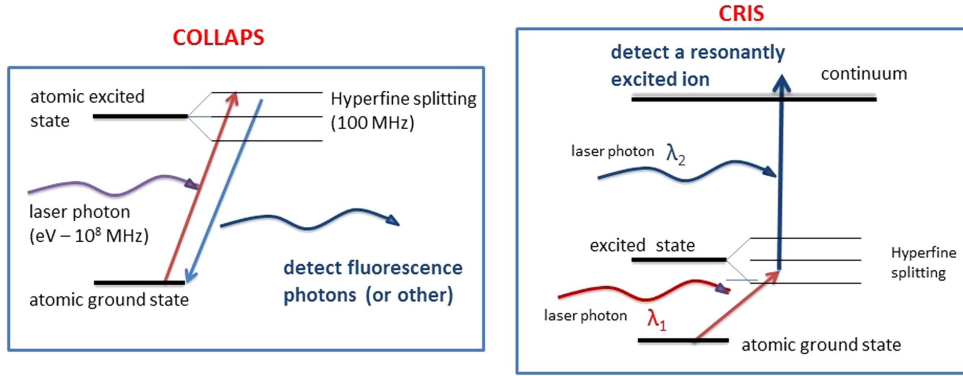 COLLAPS
atomic excited
state
Hyperfine splitting
(100 MHz)
laser photon
(eV – 10⁸ MHz)
detect fluorescence
photons (or other)
atomic ground state
CRIS
detect a resonantly
excited ion
continuum
laser photon λ₂
excited state
Hyperfine
splitting
laser photon λ₁
atomic ground state